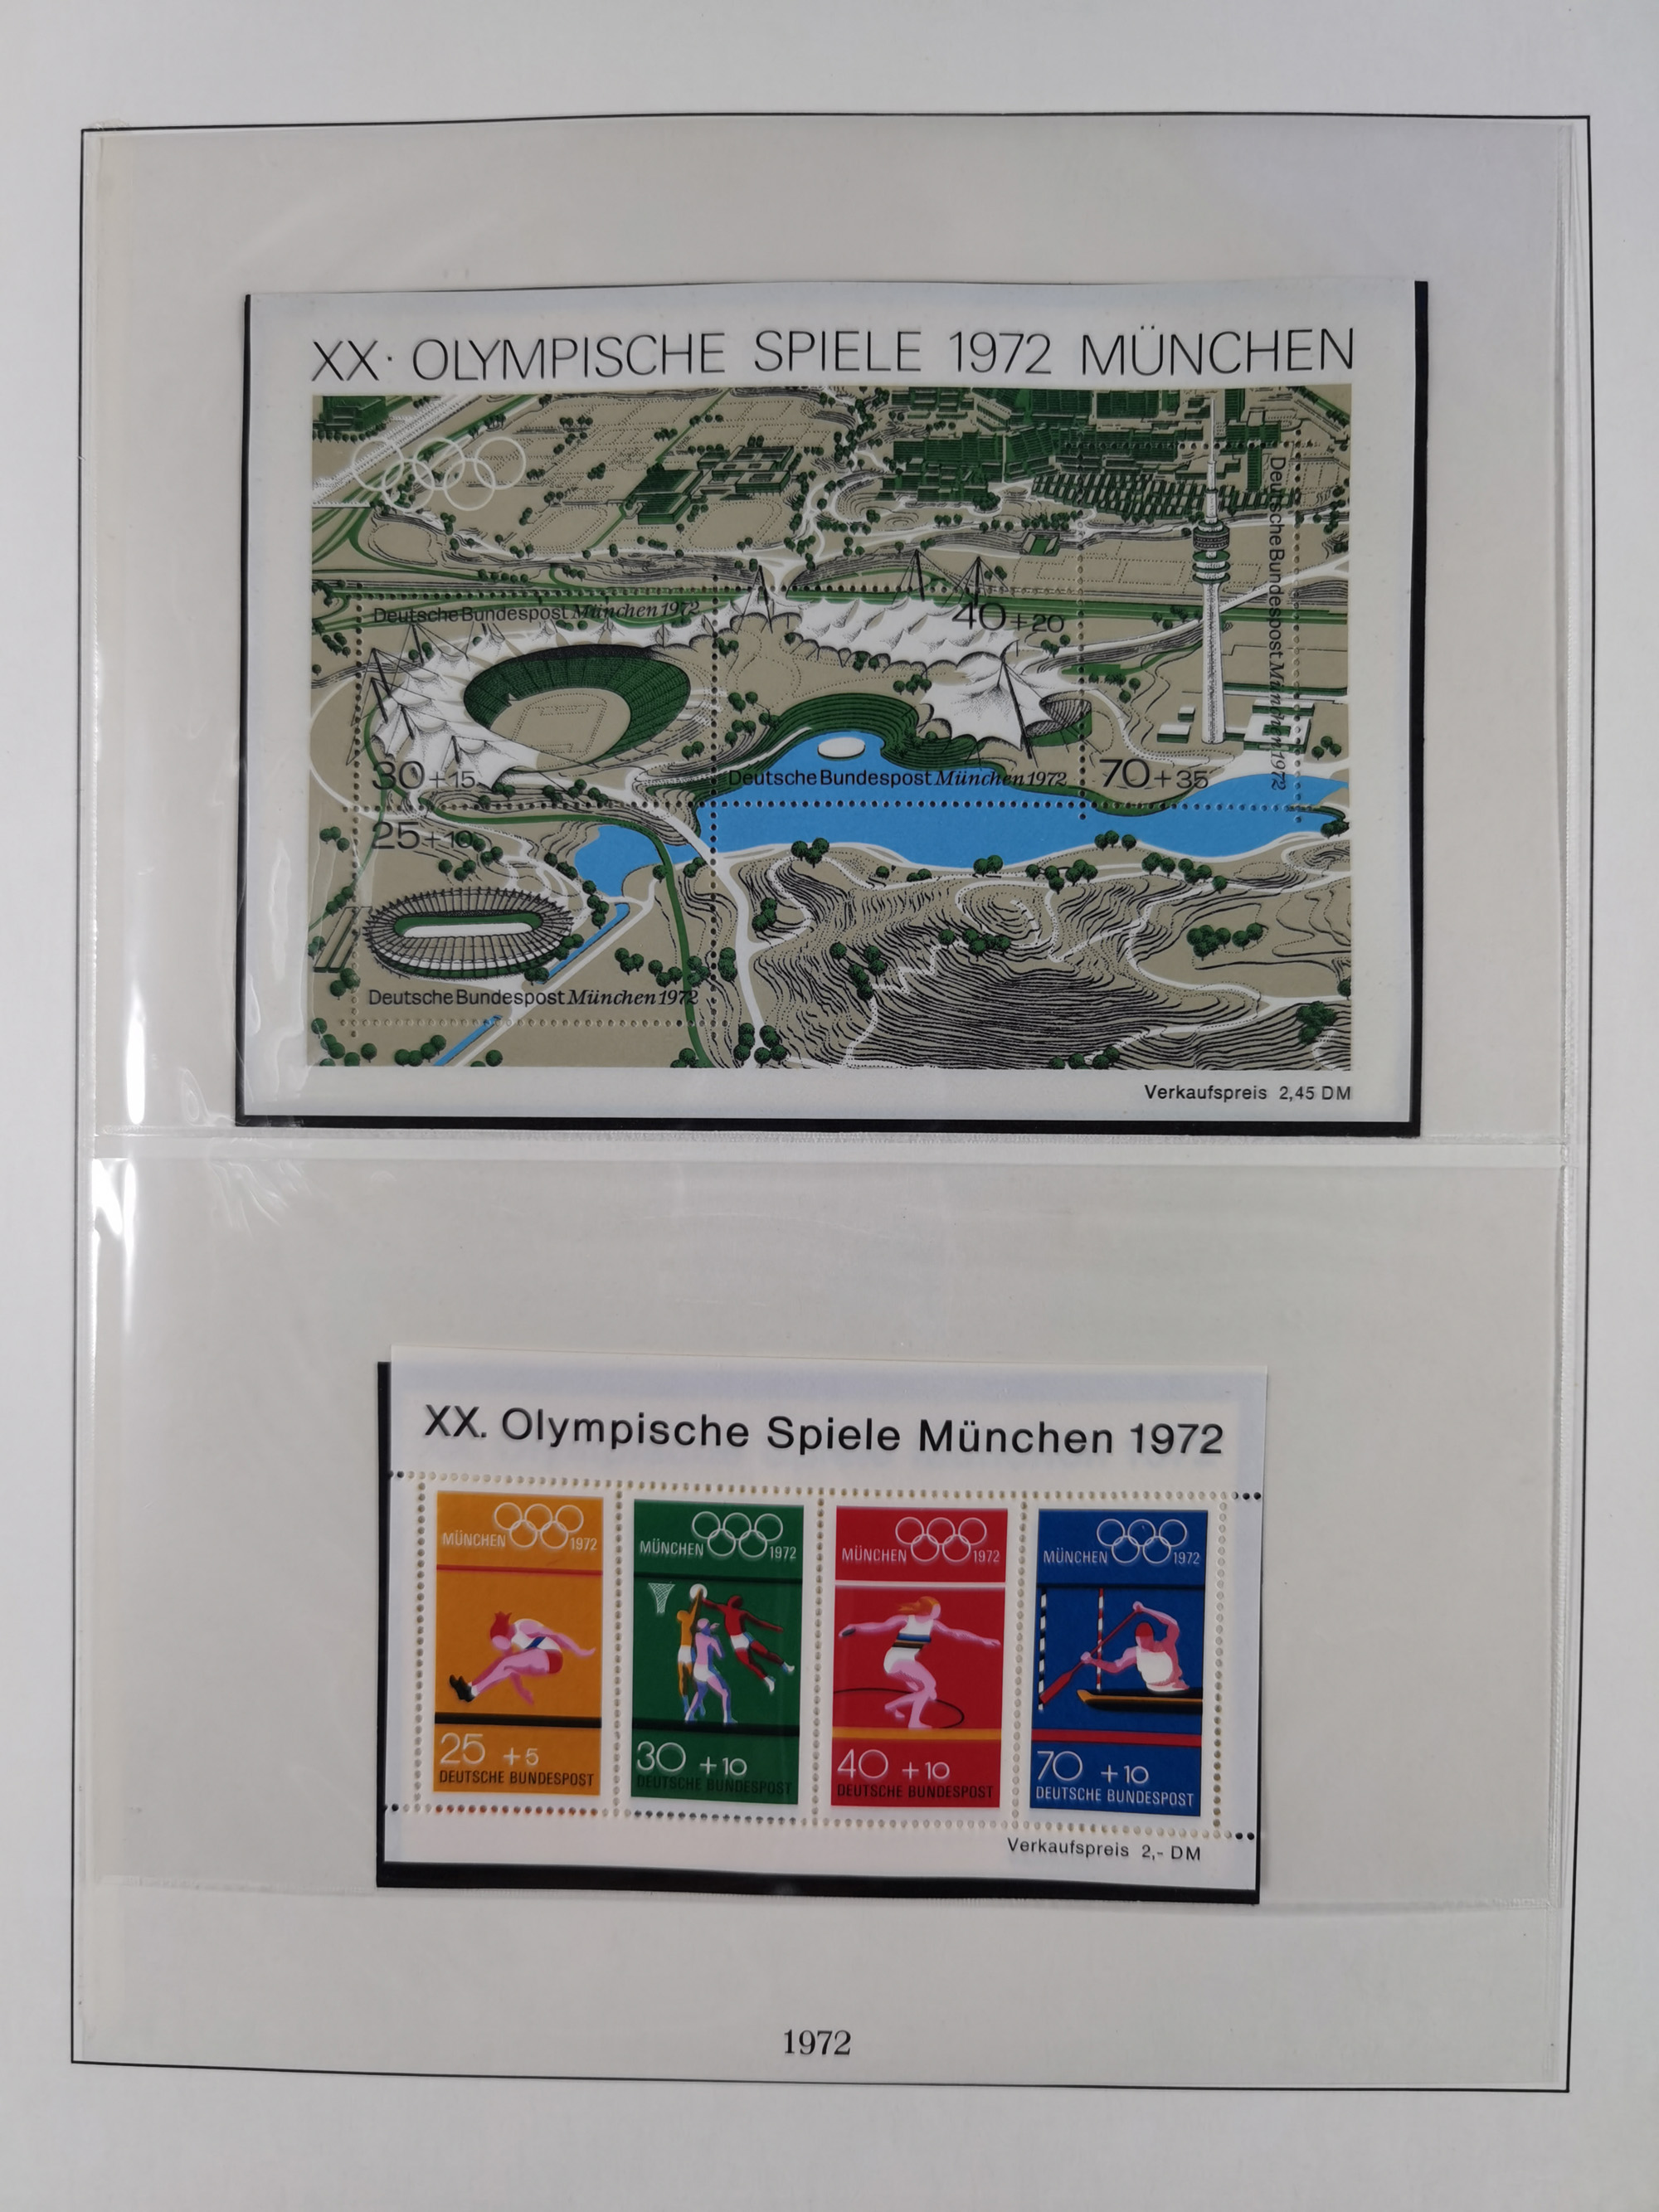 XX· OLYMPISCHE SPIELE 1972 MÜNCHEN
Deutsche Bundespost München 1972
40+20
Deutsche Bundespost München 1972
30+15
Deutsche Bundespost München 1972
70+35
25+10
Deutsche Bundespost München 1972
Verkaufspreis 2,45 DM
XX. Olympische Spiele München 1972
MÜNCHEN 1972
25 +5
DEUTSCHE BUNDESPOST
MÜNCHEN 1972
30 +10
DEUTSCHE BUNDESPOST
MÜNCHEN 1972
40 +10
DEUTSCHE BUNDESPOST
MÜNCHEN 1972
70 +10
DEUTSCHE BUNDESPOST
Verkaufspreis 2,- DM
1972